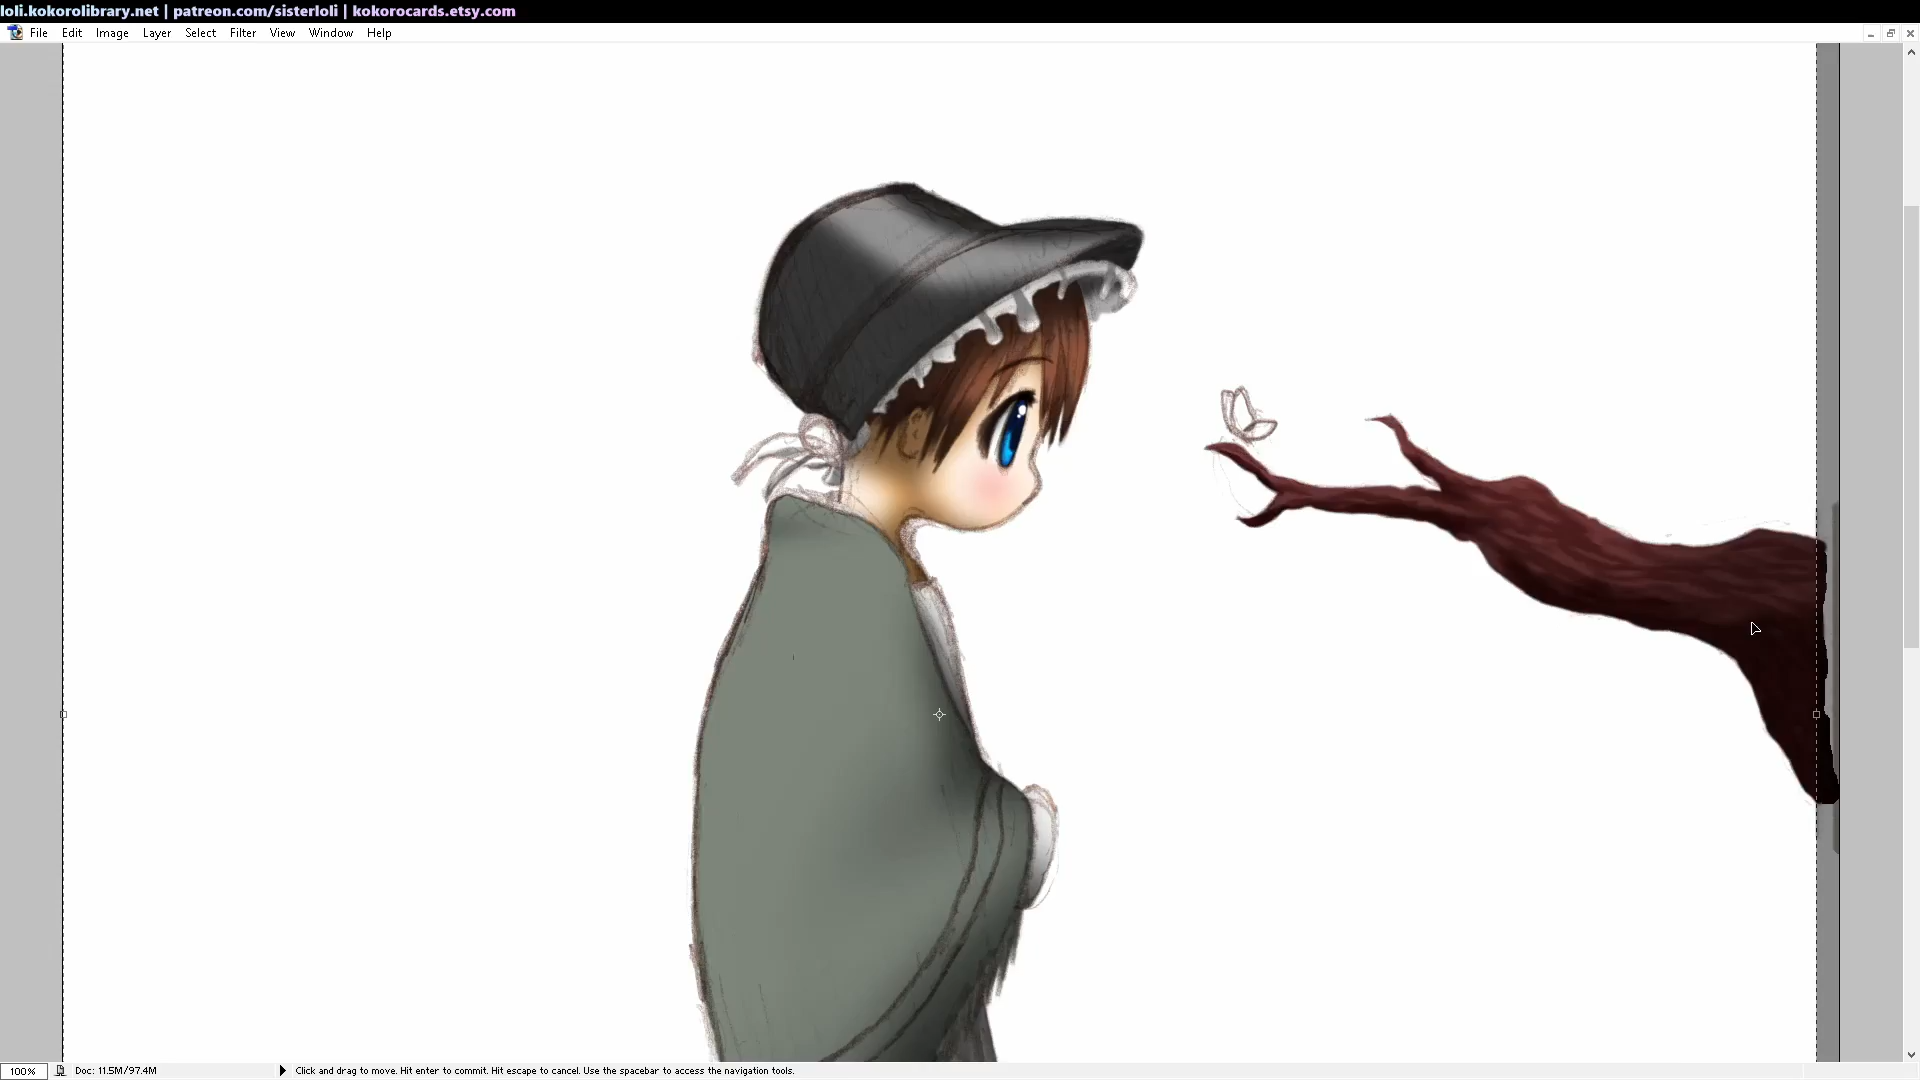 loli.kokorolibrary.net | patreon.com/sisterloli | kokorocards.etsy.com
File Edit Image Layer Select Filter View Window Help
100% Doc: 11.5M/97.4M Click and drag to move. Hit enter to commit. Hit escape to cancel. Use the spacebar to access the navigation tools.